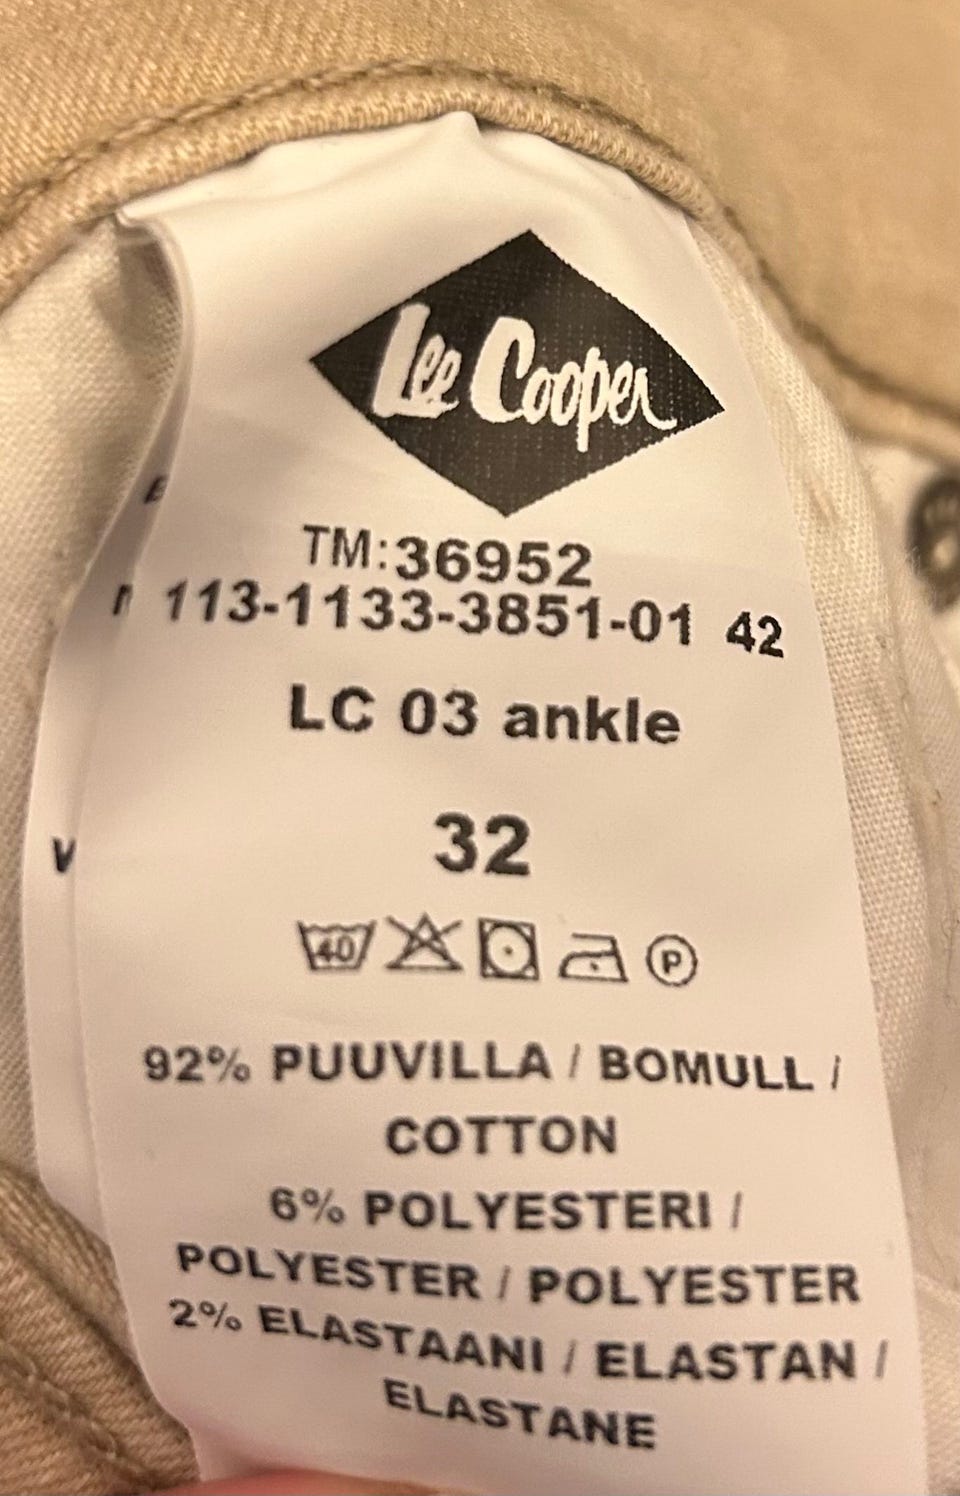 Lee Cooper
TM:36952
113-1133-3851-01 42
LC 03 ankle
32
40 P
92% PUUVILLA / BOMULL /
COTTON
6% POLYESTERI /
POLYESTER / POLYESTER
2% ELASTAANI / ELASTAN /
ELASTANE